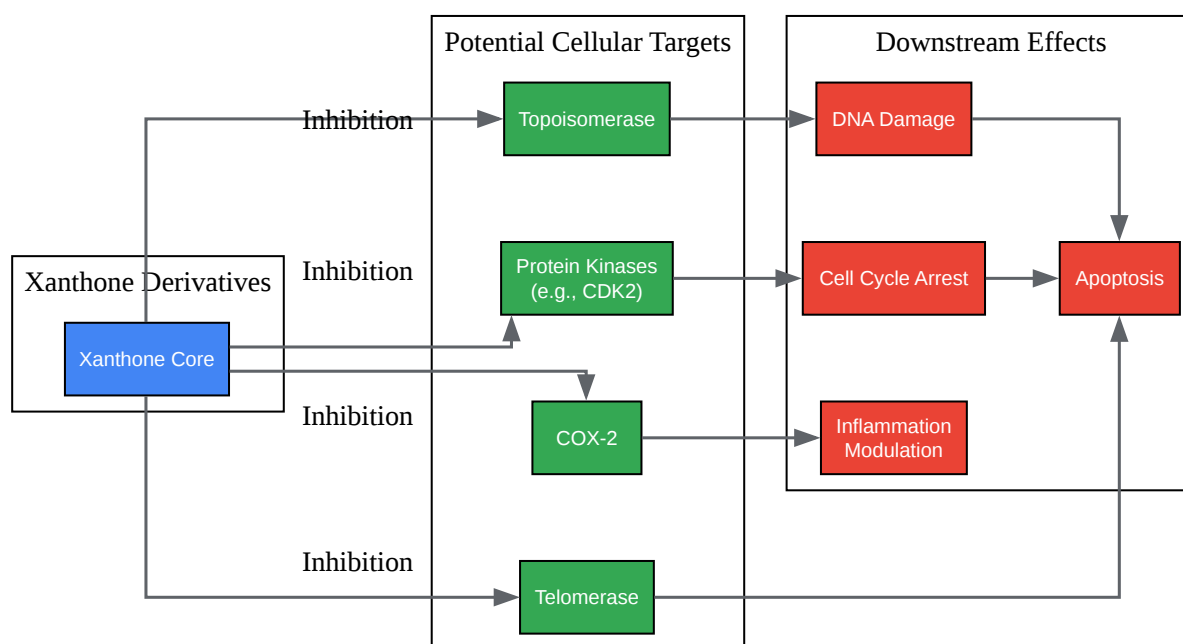 Potential Cellular Targets
Downstream Effects
Inhibition
Topoisomerase
DNA Damage
Xanthone Derivatives
Inhibition
Protein Kinases
(e.g., CDK2)
Cell Cycle Arrest
Apoptosis
Xanthone Core
Inhibition
COX-2
Inflammation
Modulation
Inhibition
Telomerase